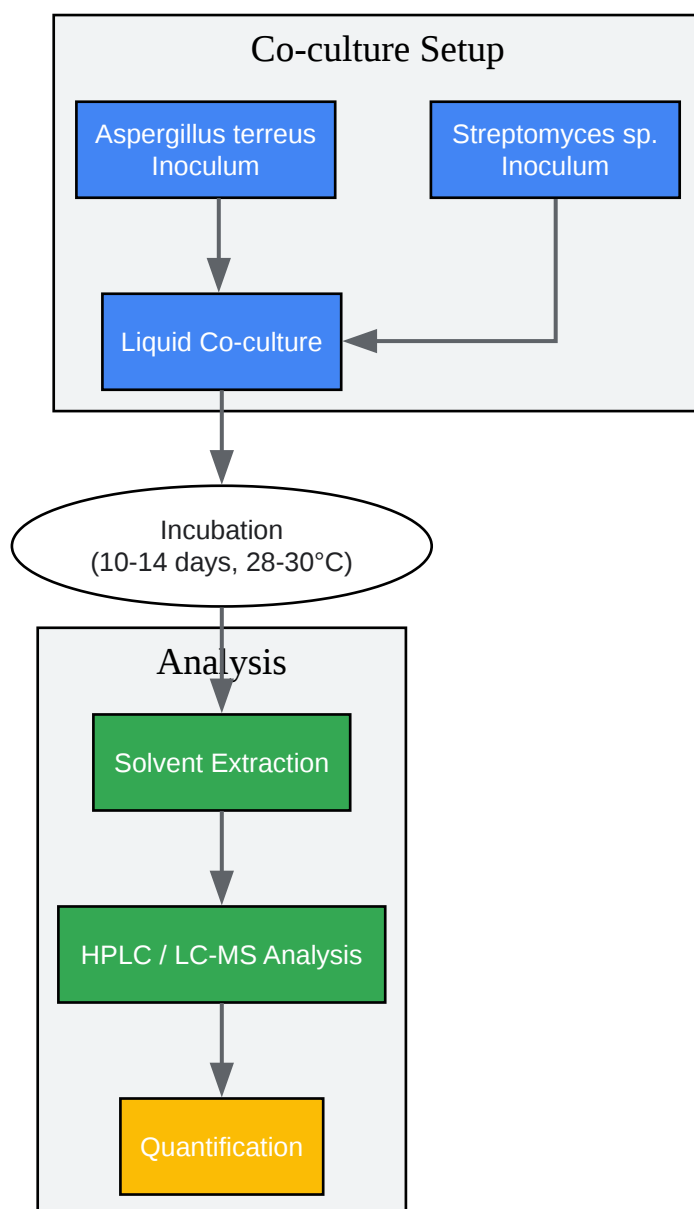 Co-culture Setup
Aspergillus terreus
Inoculum
Streptomyces sp.
Inoculum
Liquid Co-culture
Incubation
(10-14 days, 28-30°C)
Analysis
Solvent Extraction
HPLC / LC-MS Analysis
Quantification